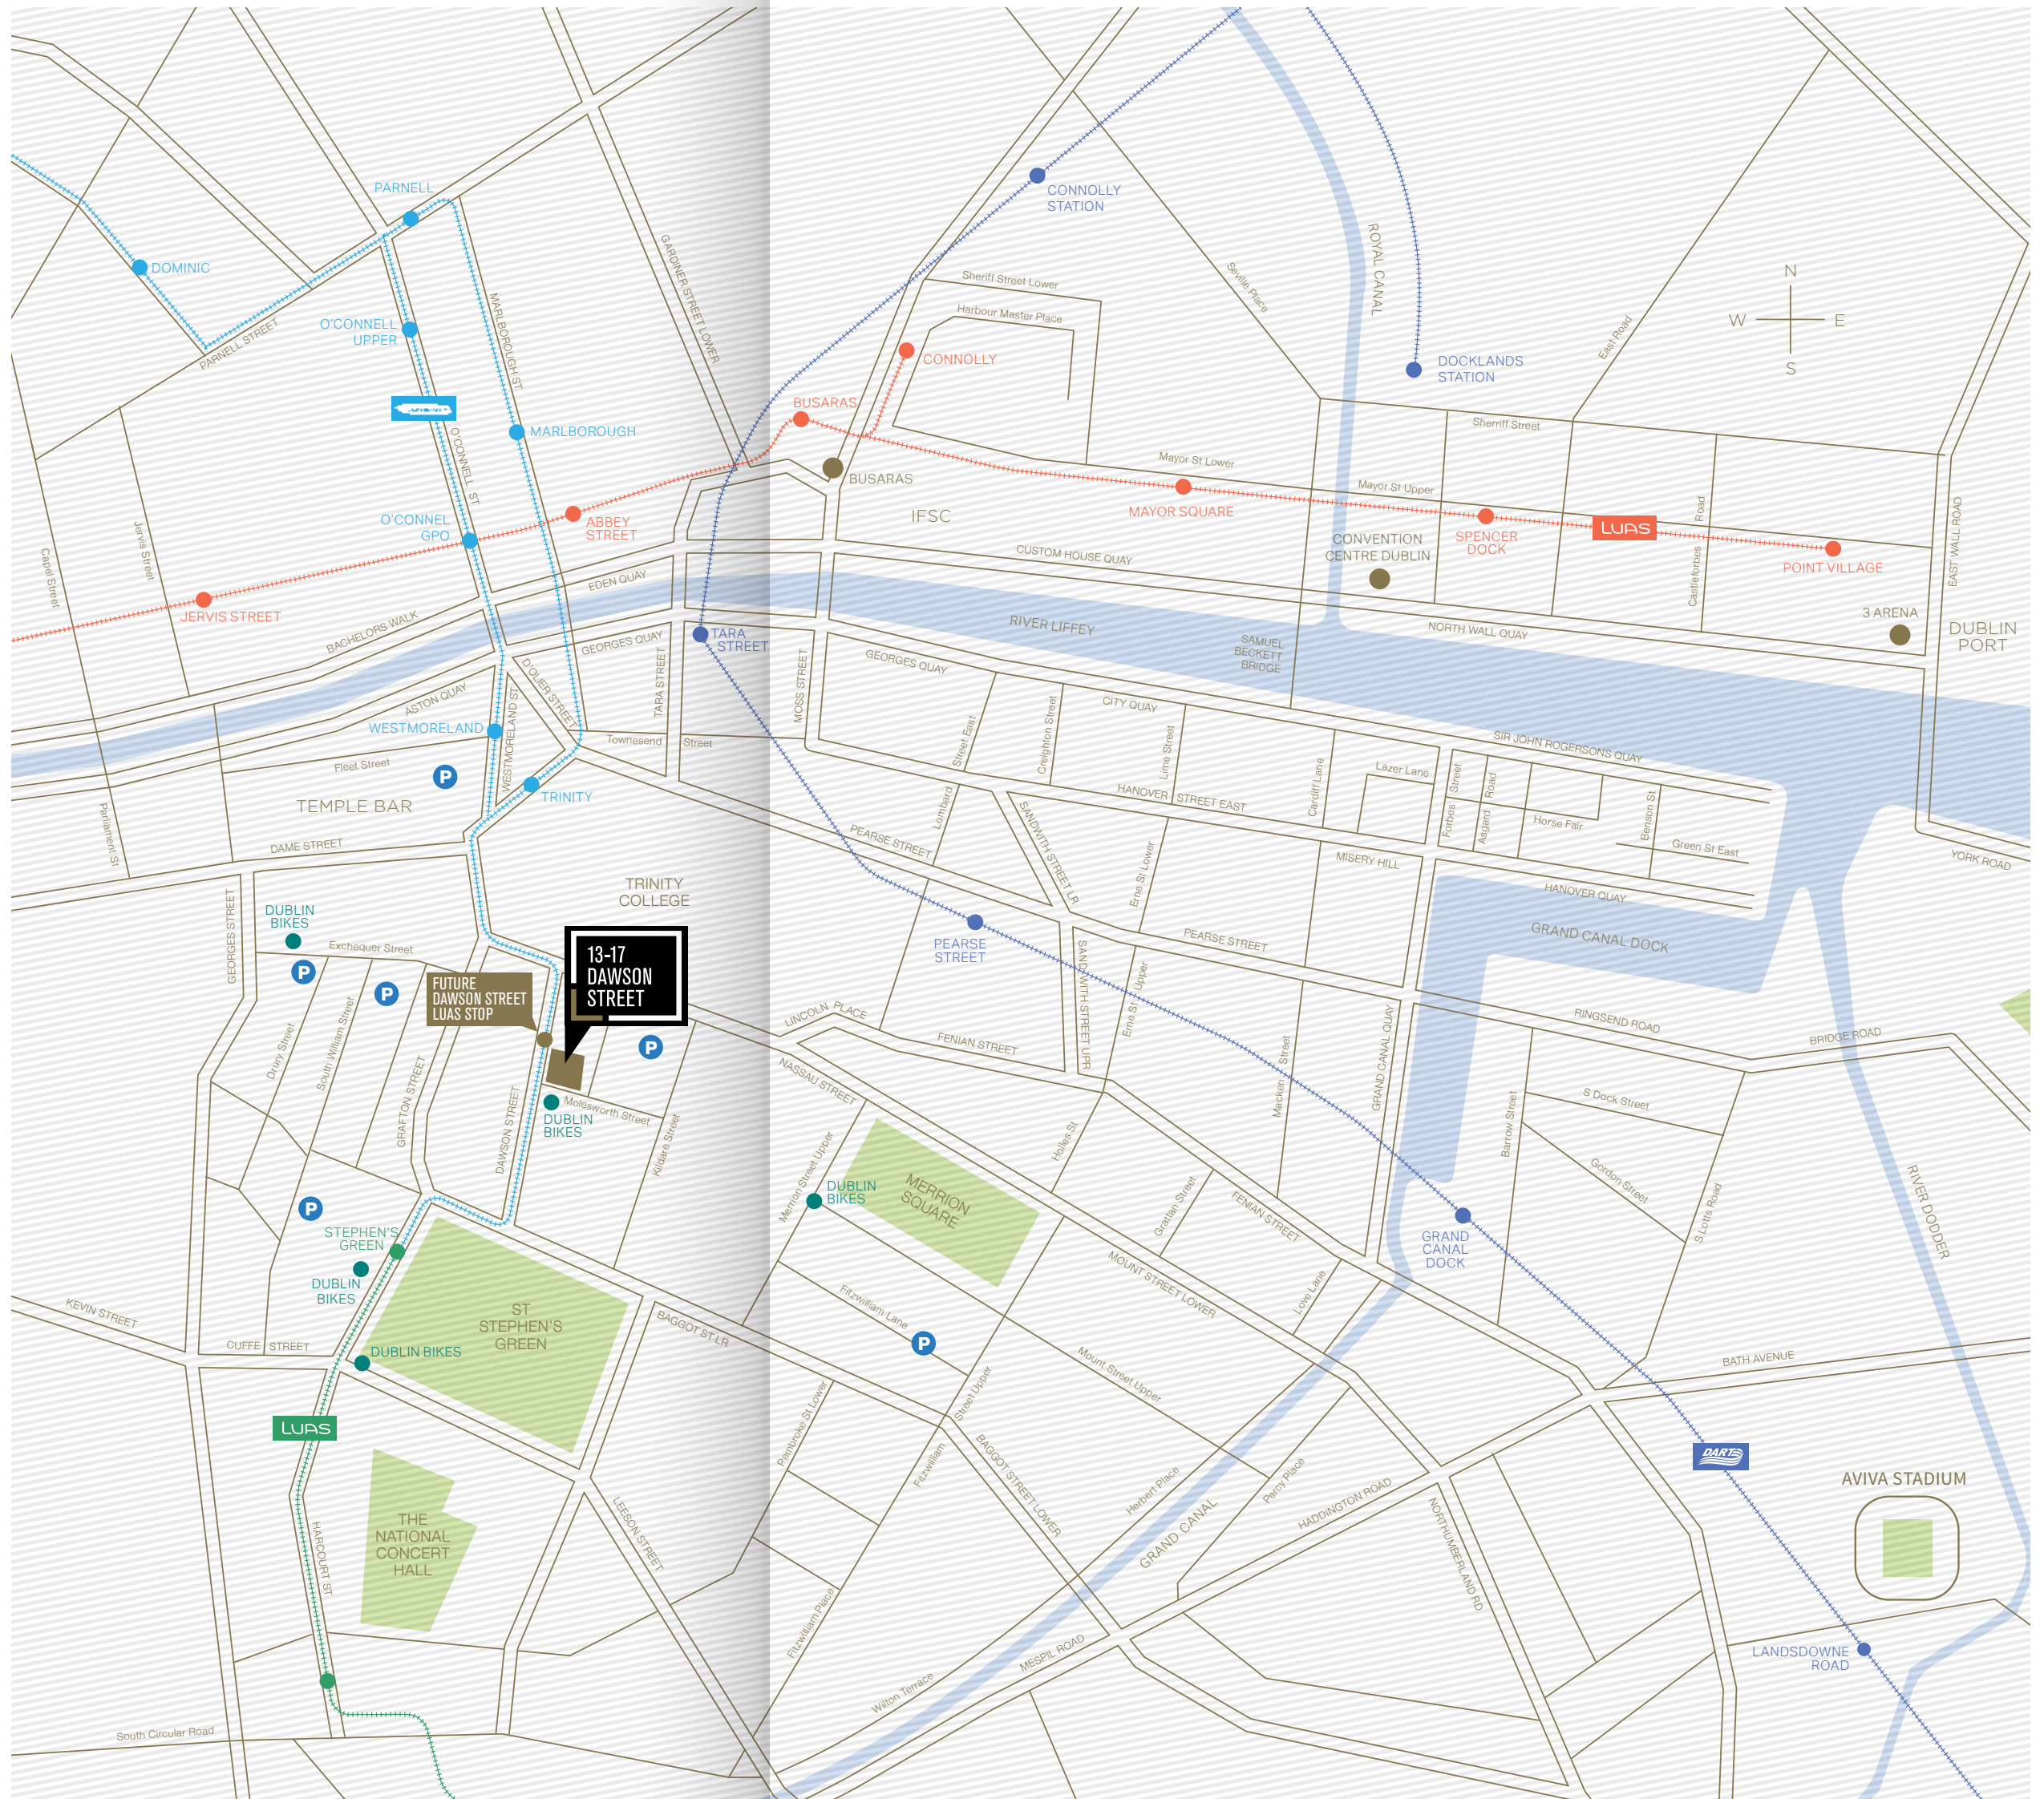 PARNELL
CONNOLLY
STATION
DOMINIC
O'CONNELL
UPPER
PARNELL STREET
MARLBOROUGH ST
GARDINER STREET LOWER
Sheriff Street Lower
Harbour Master Place
CONNOLLY
Seville Place
ROYAL CANAL
East Road
DOCKLANDS
STATION
N
W
E
S
BUSARAS
MARLBOROUGH
O'CONNELL ST
BUSARAS
Mayor St Lower
Mayor St Upper
Sherriff Street
Capel Street
Jervis Street
O'CONNEL
GPO
ABBEY
STREET
IFSC
MAYOR SQUARE
CONVENTION
CENTRE DUBLIN
SPENCER
DOCK
LUAS
Castleforbes Road
POINT VILLAGE
EAST WALL ROAD
JERVIS STREET
BACHELORS WALK
EDEN QUAY
CUSTOM HOUSE QUAY
RIVER LIFFEY
SAMUEL
BECKETT
BRIDGE
NORTH WALL QUAY
3 ARENA
DUBLIN
PORT
ASTON QUAY
D'OLIER STREET
GEORGES QUAY
TARA
STREET
TARA STREET
MOSS STREET
GEORGES QUAY
CITY QUAY
SIR JOHN ROGERSONS QUAY
WESTMORELAND
WESTMORELAND ST
Townesend Street
Fleet Street
P
TRINITY
TEMPLE BAR
Parliament St
DAME STREET
Lombard Street East
Creighton Street
Lime Street
Cardiff Lane
Lazer Lane
Forbes Street
Asgard Road
Horse Fair
Benson St
Green St East
YORK ROAD
HANOVER STREET EAST
SANDWITH STREET LR
PEARSE STREET
Erne St Lower
MISERY HILL
HANOVER QUAY
GRAND CANAL DOCK
TRINITY
COLLEGE
GEORGES STREET
DUBLIN
BIKES
Exchequer Street
P
P
FUTURE
DAWSON STREET
LUAS STOP
13-17
DAWSON
STREET
P
PEARSE
STREET
PEARSE STREET
SANDWITH STREET UPR
Erne St Upper
LINCOLN PLACE
FENIAN STREET
NASSAU STREET
Macken Street
GRAND CANAL QUAY
RINGSEND ROAD
BRIDGE ROAD
Drury Street
South William Street
GRAFTON STREET
DAWSON STREET
Molesworth Street
DUBLIN
BIKES
Kildare Street
Merrion Street Upper
DUBLIN
BIKES
MERRION
SQUARE
Holles St
Grattan Street
FENIAN STREET
Barrow Street
S Dock Street
Gordon Street
S Lotts Road
RIVER DODDER
GRAND
CANAL
DOCK
P
STEPHEN'S
GREEN
DUBLIN
BIKES
KEVIN STREET
CUFFE STREET
DUBLIN BIKES
ST
STEPHEN'S
GREEN
BAGGOT ST LR
Fitzwilliam Lane
P
MOUNT STREET LOWER
Love Lane
Mount Street Upper
BATH AVENUE
LUAS
Pembroke St Lower
Fitzwilliam Street Upper
BAGGOT STREET LOWER
Herbert Place
GRAND CANAL
Percy Place
HADDINGTON ROAD
NORTHUMBERLAND RD
DART
AVIVA STADIUM
THE
NATIONAL
CONCERT
HALL
HARCOURT ST
LEESON STREET
Fitzwilliam Place
Wilton Terrace
MESPIL ROAD
LANDSDOWNE
ROAD
South Circular Road